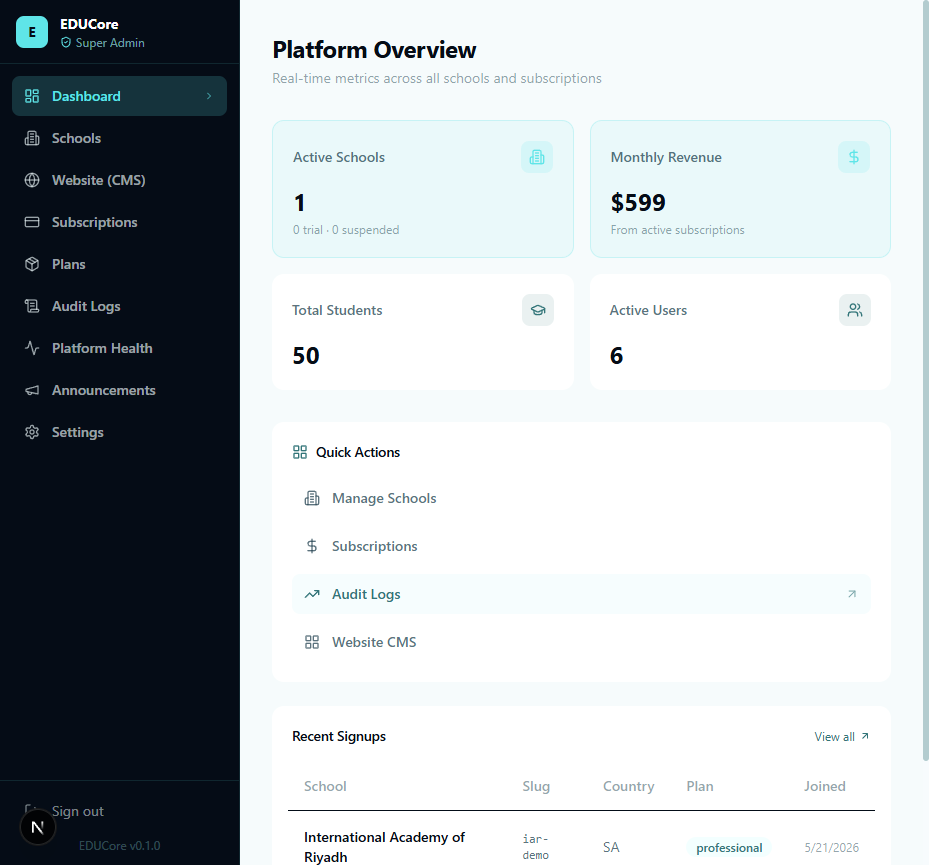 E
EDUCore
Super Admin
Dashboard
Schools
Website (CMS)
Subscriptions
Plans
Audit Logs
Platform Health
Announcements
Settings
Sign out
N
EDUCore v0.1.0
Platform Overview
Real-time metrics across all schools and subscriptions
Active Schools
1
0 trial · 0 suspended
Monthly Revenue
$599
From active subscriptions
Total Students
50
Active Users
6
Quick Actions
Manage Schools
Subscriptions
Audit Logs
Website CMS
Recent Signups
View all
School Slug Country Plan Joined
International Academy of
Riyadh
iar-
demo
SA
professional
5/21/2026